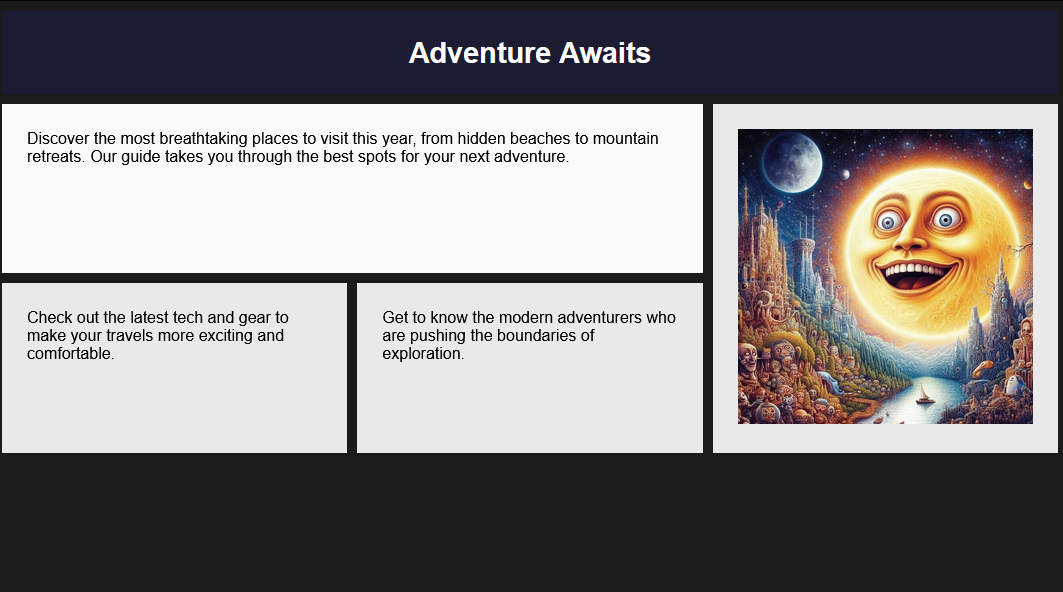 Adventure Awaits
Discover the most breathtaking places to visit this year, from hidden beaches to mountain
retreats. Our guide takes you through the best spots for your next adventure.
Check out the latest tech and gear to
make your travels more exciting and
comfortable.
Get to know the modern adventurers who
are pushing the boundaries of
exploration.